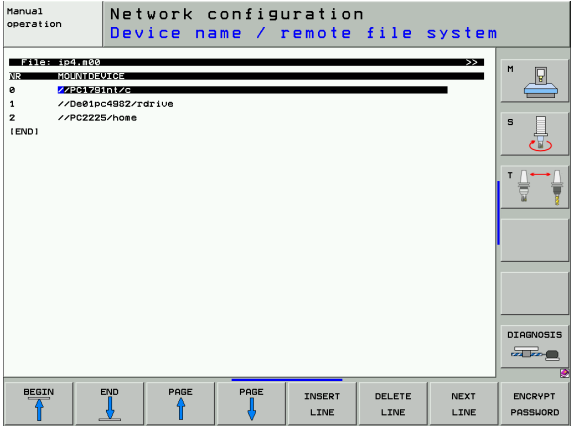 Manual
operation
Network configuration
Device name / remote file system
File: ip4.m00 >>
NR MOUNTDEVICE
0 //PC1791nt/c
1 //De01pc4982/rdrive
2 //PC2225/home
[END]
M
S
T
DIAGNOSIS
BEGIN
END
PAGE
PAGE
INSERT
LINE
DELETE
LINE
NEXT
LINE
ENCRYPT
PASSWORD